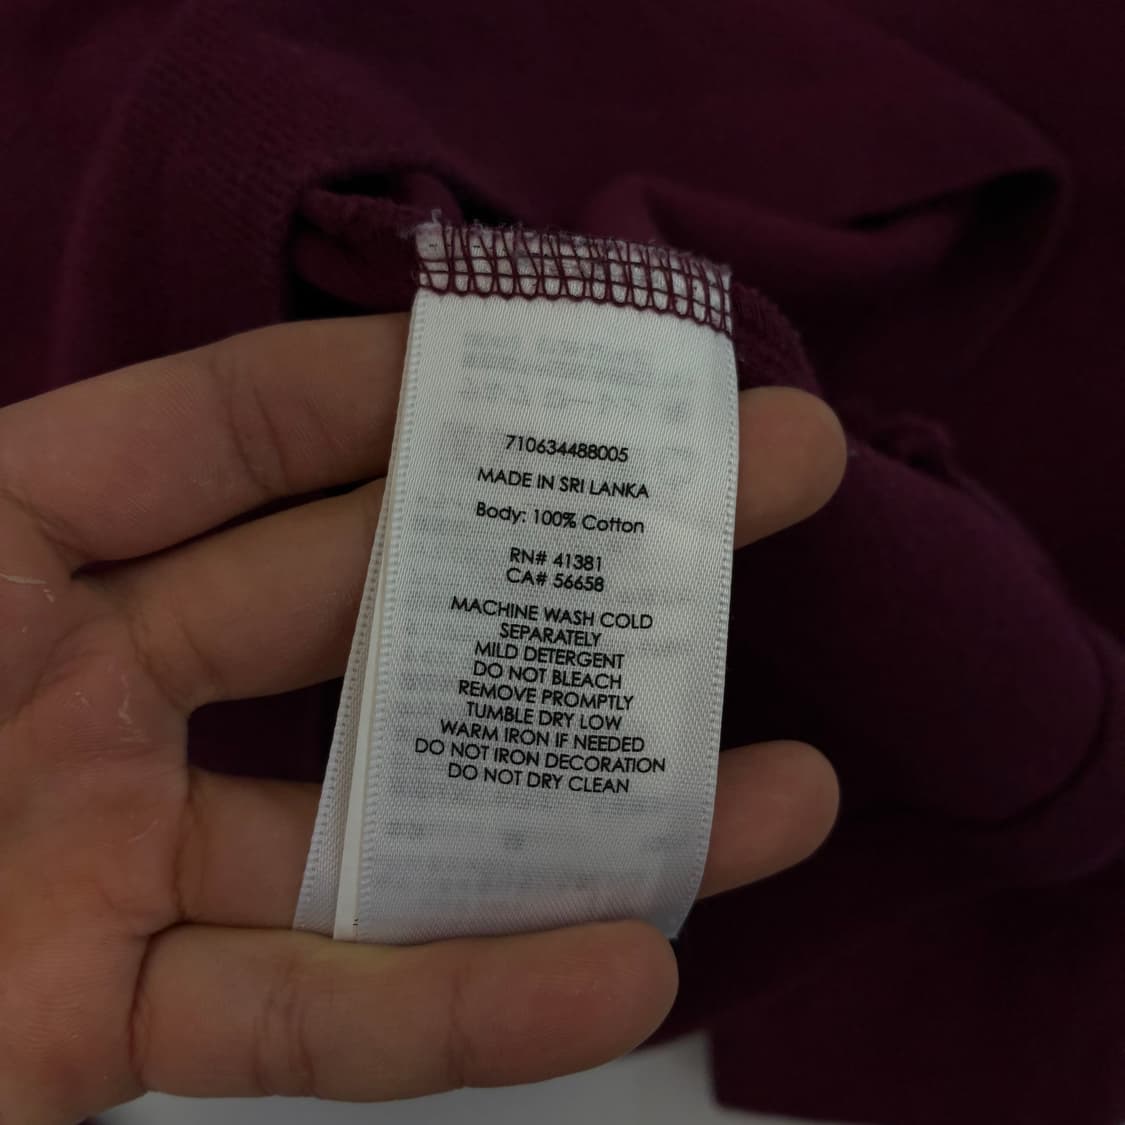 710634488005
MADE IN SRI LANKA
Body: 100% Cotton
RN# 41381
CA# 56658
MACHINE WASH COLD
SEPARATELY
MILD DETERGENT
DO NOT BLEACH
REMOVE PROMPTLY
TUMBLE DRY LOW
WARM IRON IF NEEDED
DO NOT IRON DECORATION
DO NOT DRY CLEAN